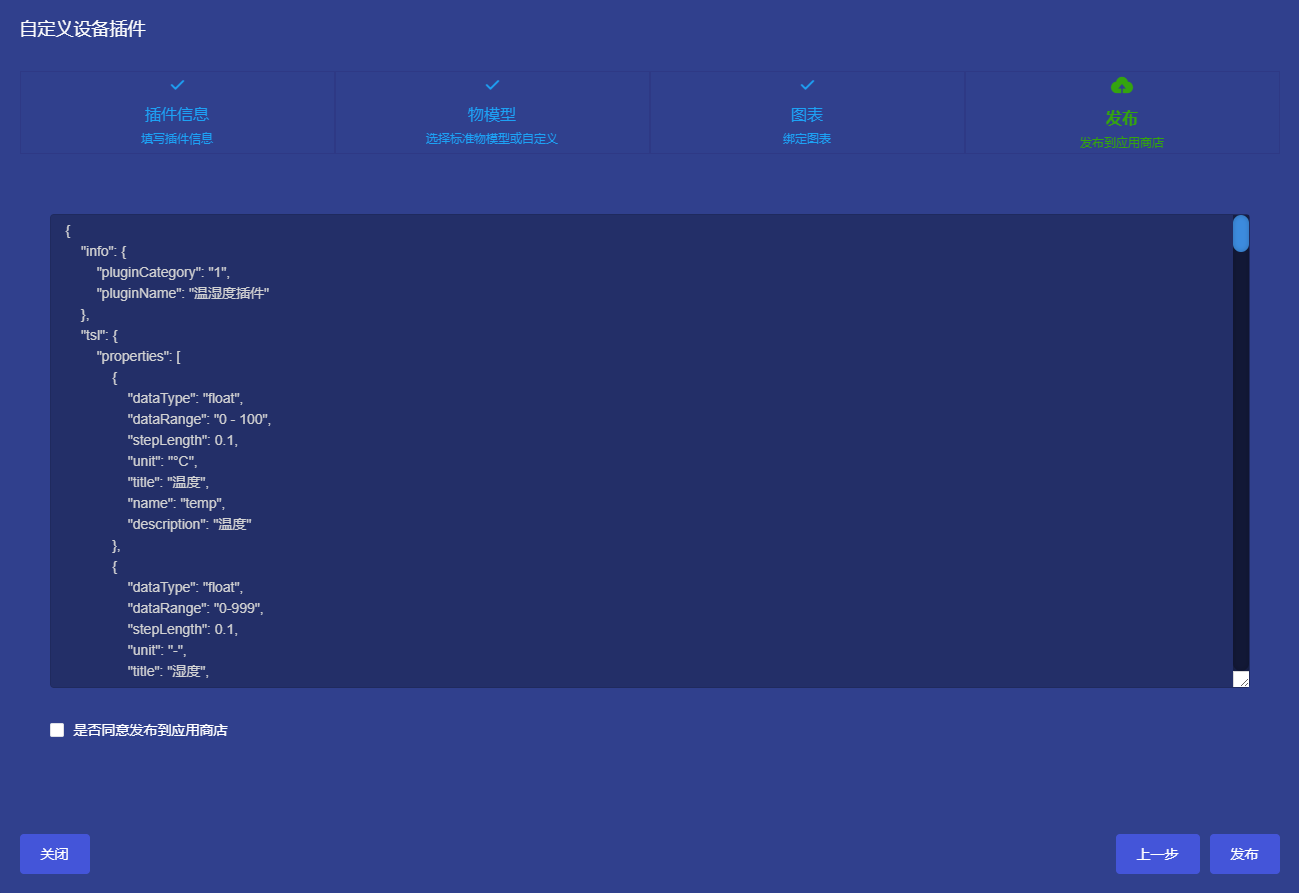 自定义设备插件
插件信息
填写插件信息
物模型
选择标准物模型或自定义
图表
绑定图表
发布
发布到应用商店
{
"info": {
"pluginCategory": "1",
"pluginName": "温湿度插件"
},
"tsl": {
"properties": [
{
"dataType": "float",
"dataRange": "0 - 100",
"stepLength": 0.1,
"unit": "°C",
"title": "温度",
"name": "temp",
"description": "温度"
},
{
"dataType": "float",
"dataRange": "0-999",
"stepLength": 0.1,
"unit": "-",
"title": "湿度",
是否同意发布到应用商店
关闭
上一步
发布